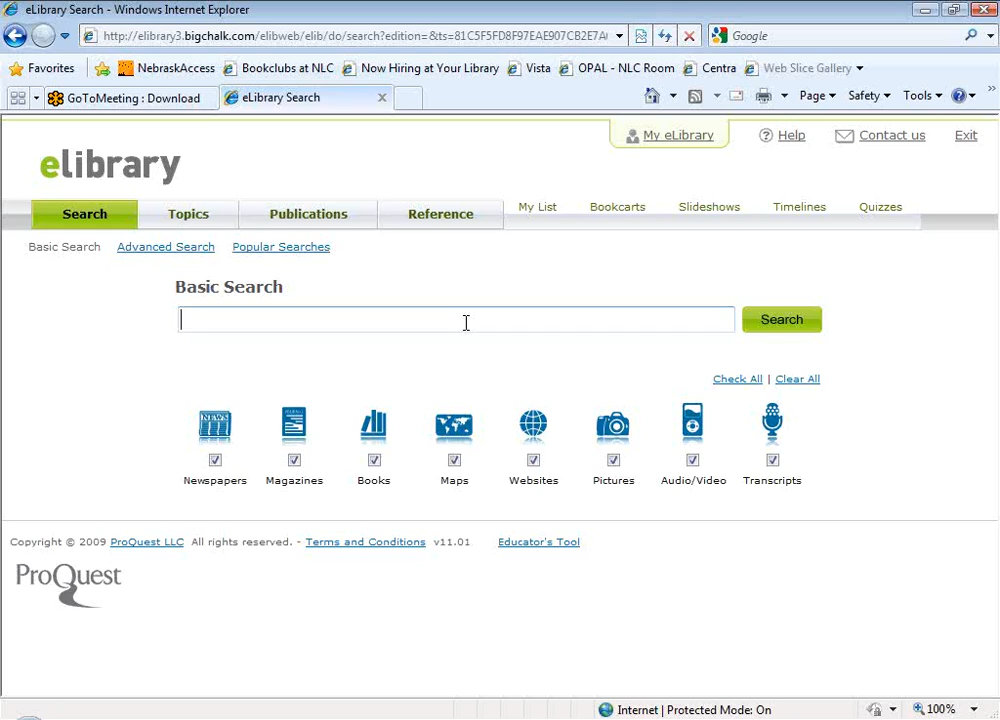 eLibrary Search - Windows Internet Explorer
http://elibrary3.bigchalk.com/elibweb/elib/do/search?edition=&ts=81C5F5FD8F97EAE907CB2E7A
Google
Favorites NebraskAccess Bookclubs at NLC Now Hiring at Your Library Vista OPAL - NLC Room Centra Web Slice Gallery
GoToMeeting : Download eLibrary Search Page Safety Tools
My eLibrary Help Contact us Exit
elibrary
Search Topics Publications Reference My List Bookcarts Slideshows Timelines Quizzes
Basic Search Advanced Search Popular Searches
Basic Search
Search
Check All | Clear All
NEWS
Newspapers Magazines Books Maps Websites Pictures Audio/Video Transcripts
Copyright © 2009 ProQuest LLC All rights reserved. - Terms and Conditions v11.01 Educator's Tool
ProQuest
Internet | Protected Mode: On 100%